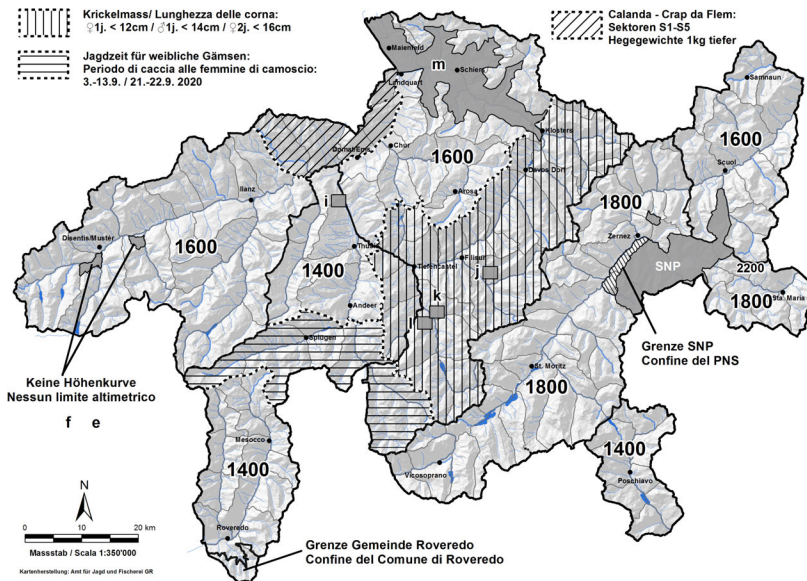 Krickelmass/ Lunghezza delle corna:
♀1j. < 12cm / ♂1j. < 14cm / ♀2j. < 16cm
Jagdzeit für weibliche Gämsen:
Periodo di caccia alle femmine di camoscio:
3.-13.9. / 21.-22.9. 2020
Calanda - Crap da Flem:
Sektoren S1-S5
Hegegewichte 1kg tiefer
Maienfeld
m
Schiers
Landquart
Samnaun
Klosters
1600
Domat/Ems
Chur
1600
Scuol
Davos Dorf
Ilanz
i
Arosa
1800
Zernez
Disentis/Mustér
1600
Thusis
1400
Tiefencastel
Filisur
j
SNP
2200
Sta. Maria
1800
Andeer
k
l
Splügen
Grenze SNP
Confine del PNS
Keine Höhenkurve
Nessun limite altimetrico
f e
St. Moritz
1800
Mesocco
1400
Vicosoprano
1400
Poschiavo
N
0 10 20 km
Massstab / Scala 1:350'000
Roveredo
Grenze Gemeinde Roveredo
Confine del Comune di Roveredo
Kartenherstellung: Amt für Jagd und Fischerei GR